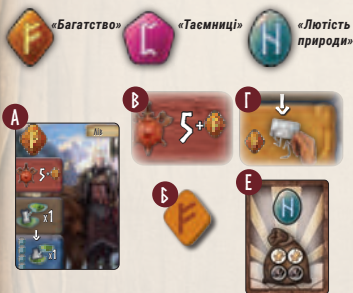 «Багатство»
«Таємниці»
«Лютість
природи»
А
Лів
5+
x1
x1
В
5+
Г
Б
Е